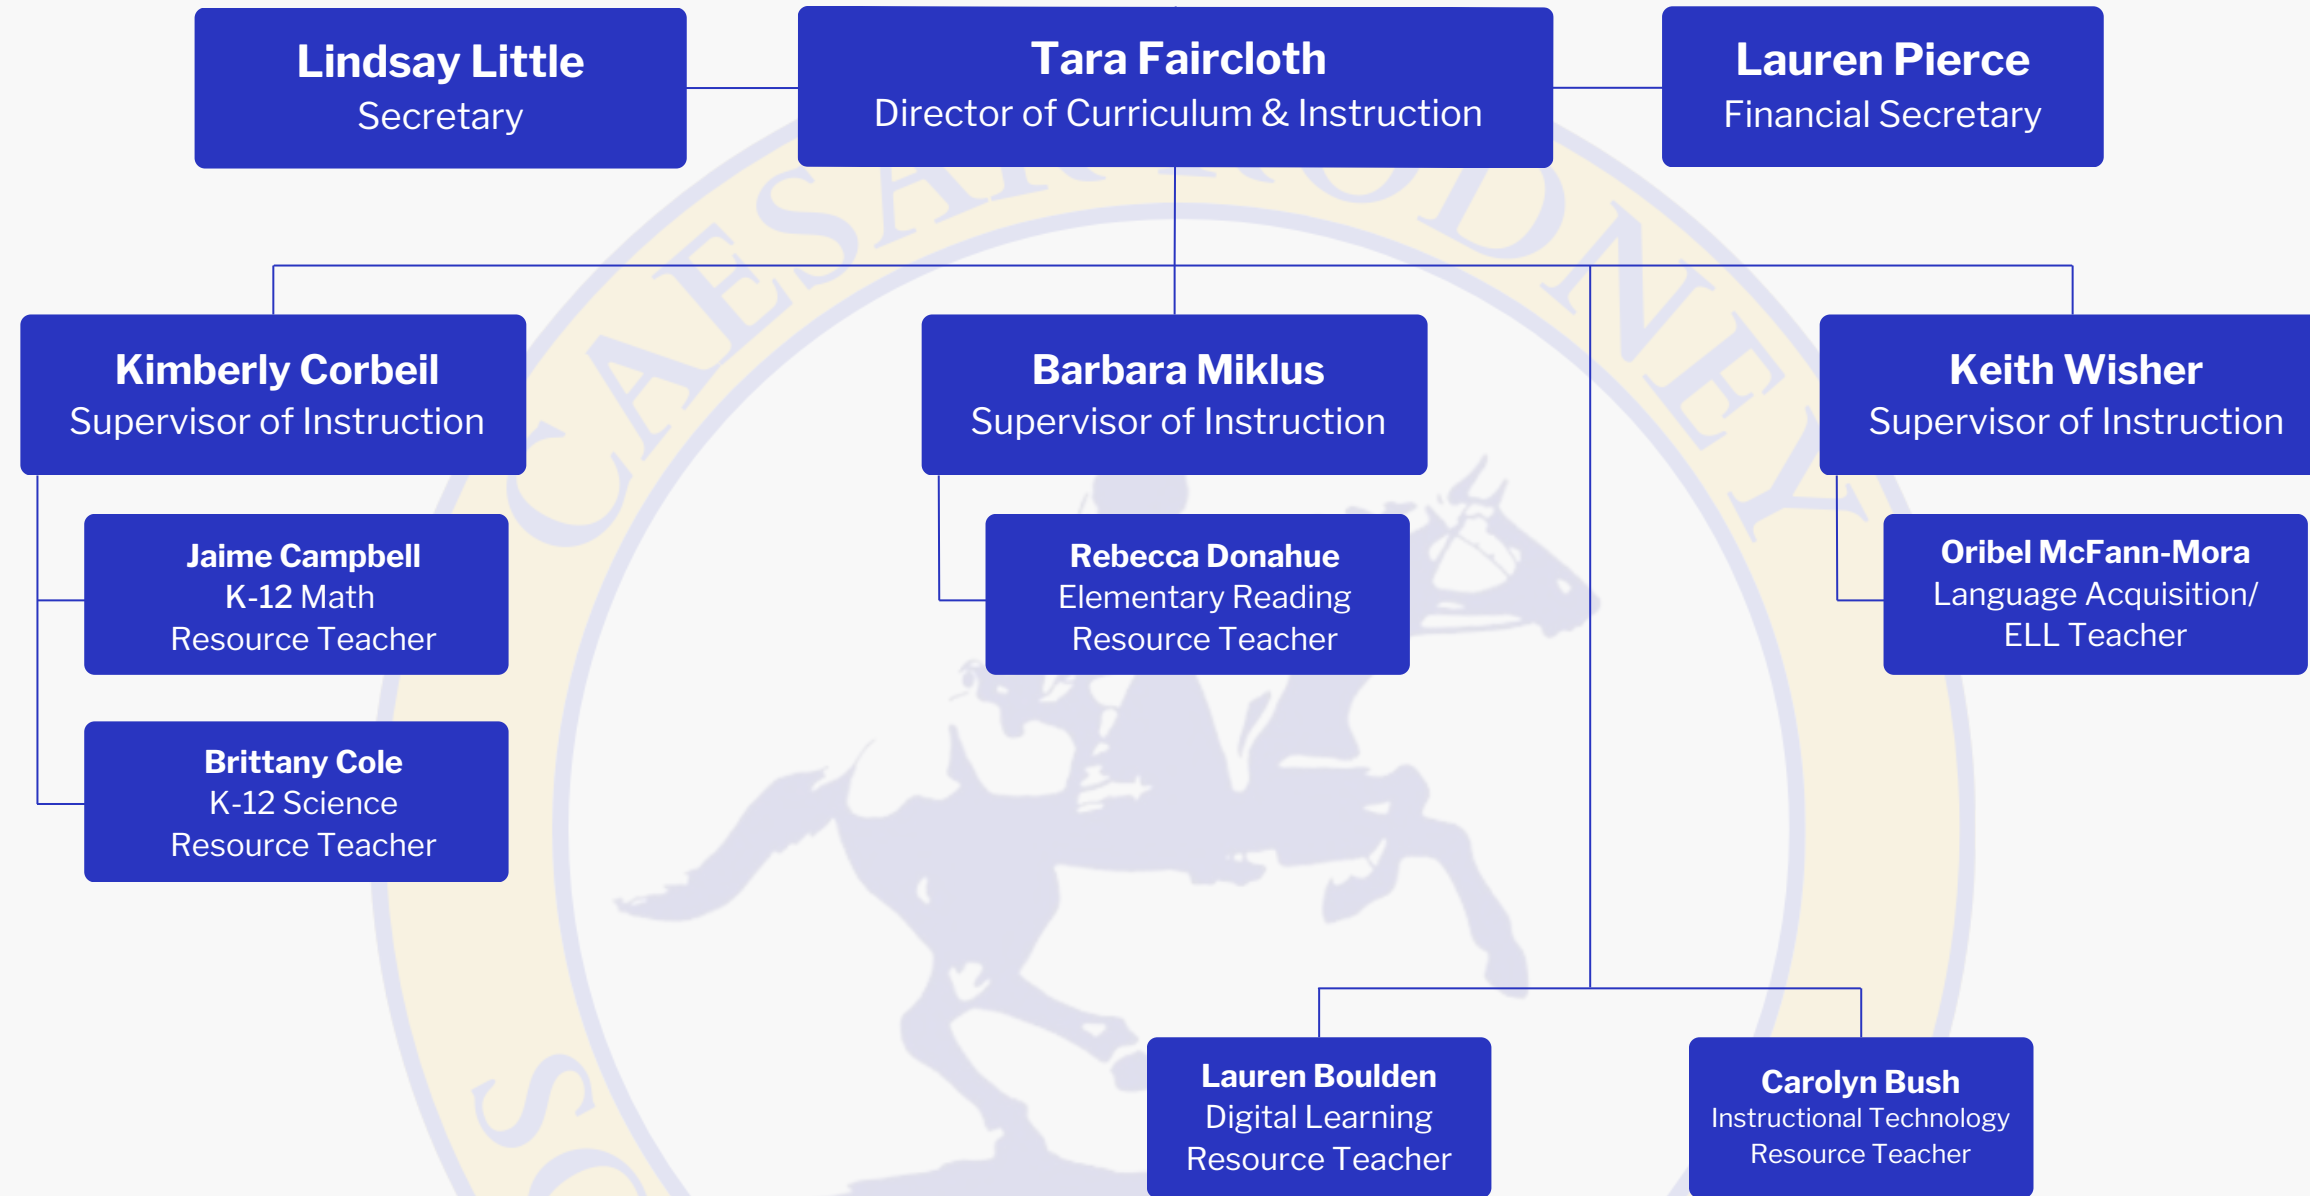 Lindsay Little
Secretary
Tara Faircloth
Director of Curriculum & Instruction
Lauren Pierce
Financial Secretary
CAESAR RODNEY
Kimberly Corbeil
Supervisor of Instruction
Barbara Miklus
Supervisor of Instruction
Keith Wisher
Supervisor of Instruction
Jaime Campbell
K-12 Math
Resource Teacher
Rebecca Donahue
Elementary Reading
Resource Teacher
Oribel McFann-Mora
Language Acquisition/
ELL Teacher
Brittany Cole
K-12 Science
Resource Teacher
Lauren Boulden
Digital Learning
Resource Teacher
Carolyn Bush
Instructional Technology
Resource Teacher